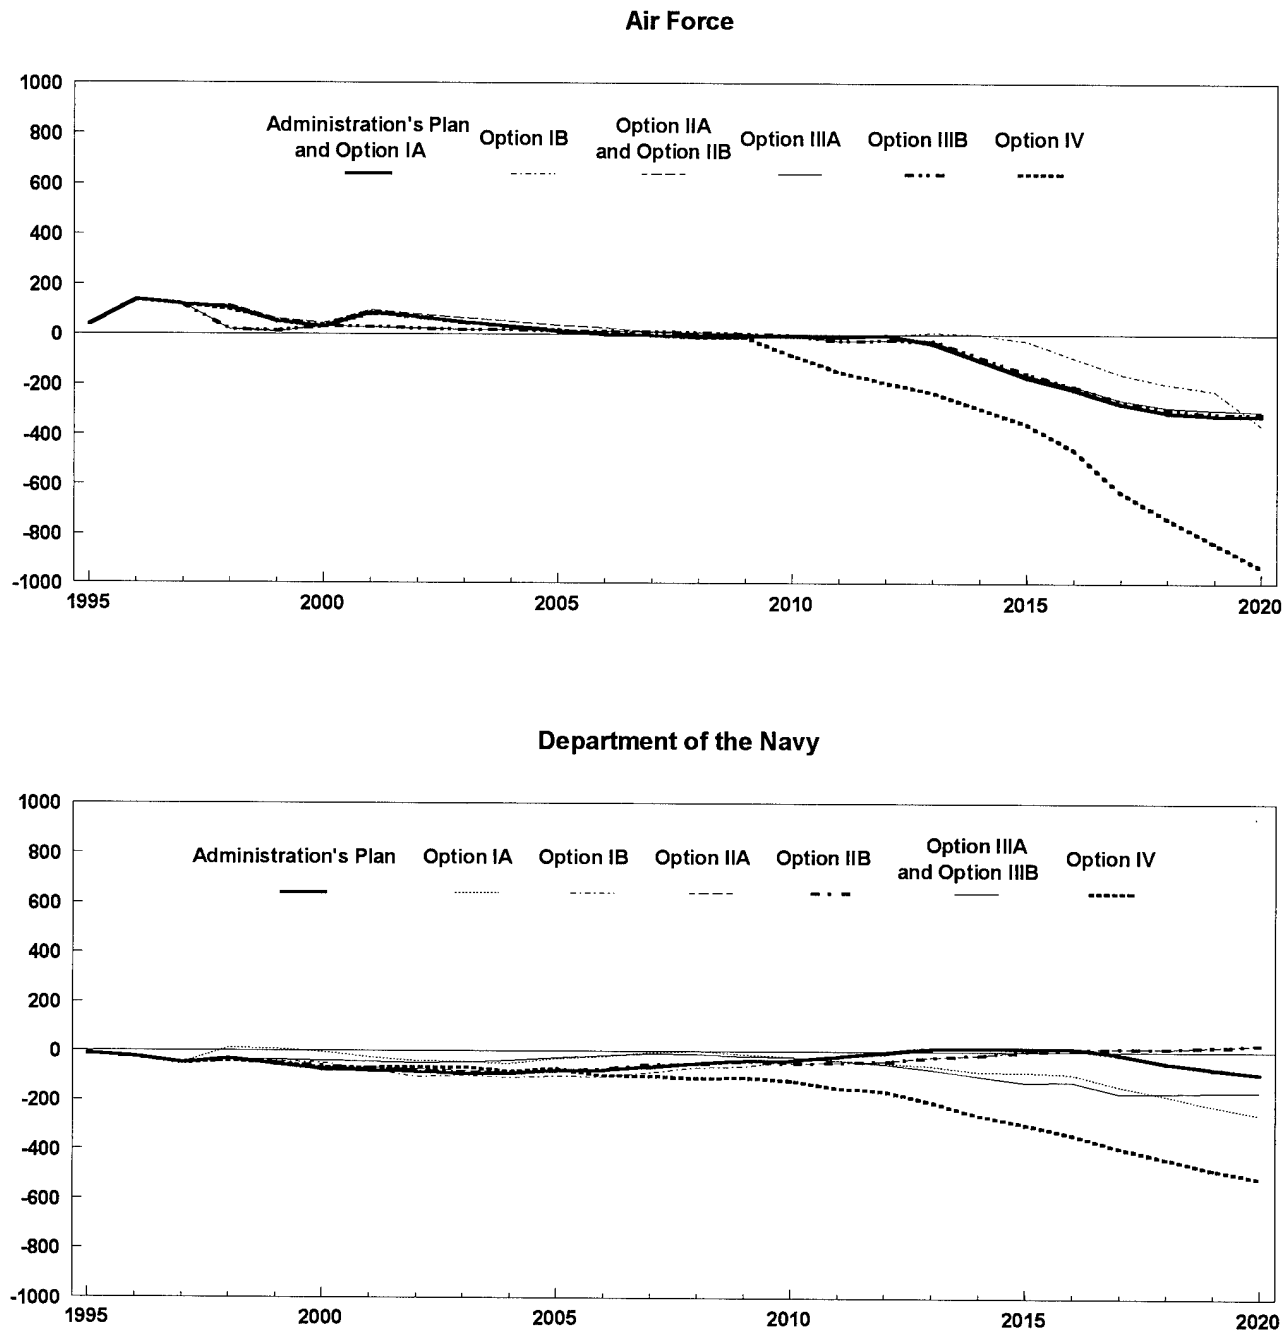 Air Force
1000
800
600
400
200
0
-200
-400
-600
-800
-1000
Administration's Plan
and Option IA
Option IB
Option IIA
and Option IIB
Option IIIA
Option IIIB
Option IV
1995
2000
2005
2010
2015
2020
Department of the Navy
1000
800
600
400
200
0
-200
-400
-600
-800
-1000
Administration's Plan
Option IA
Option IB
Option IIA
Option IIB
Option IIIA
and Option IIIB
Option IV
1995
2000
2005
2010
2015
2020